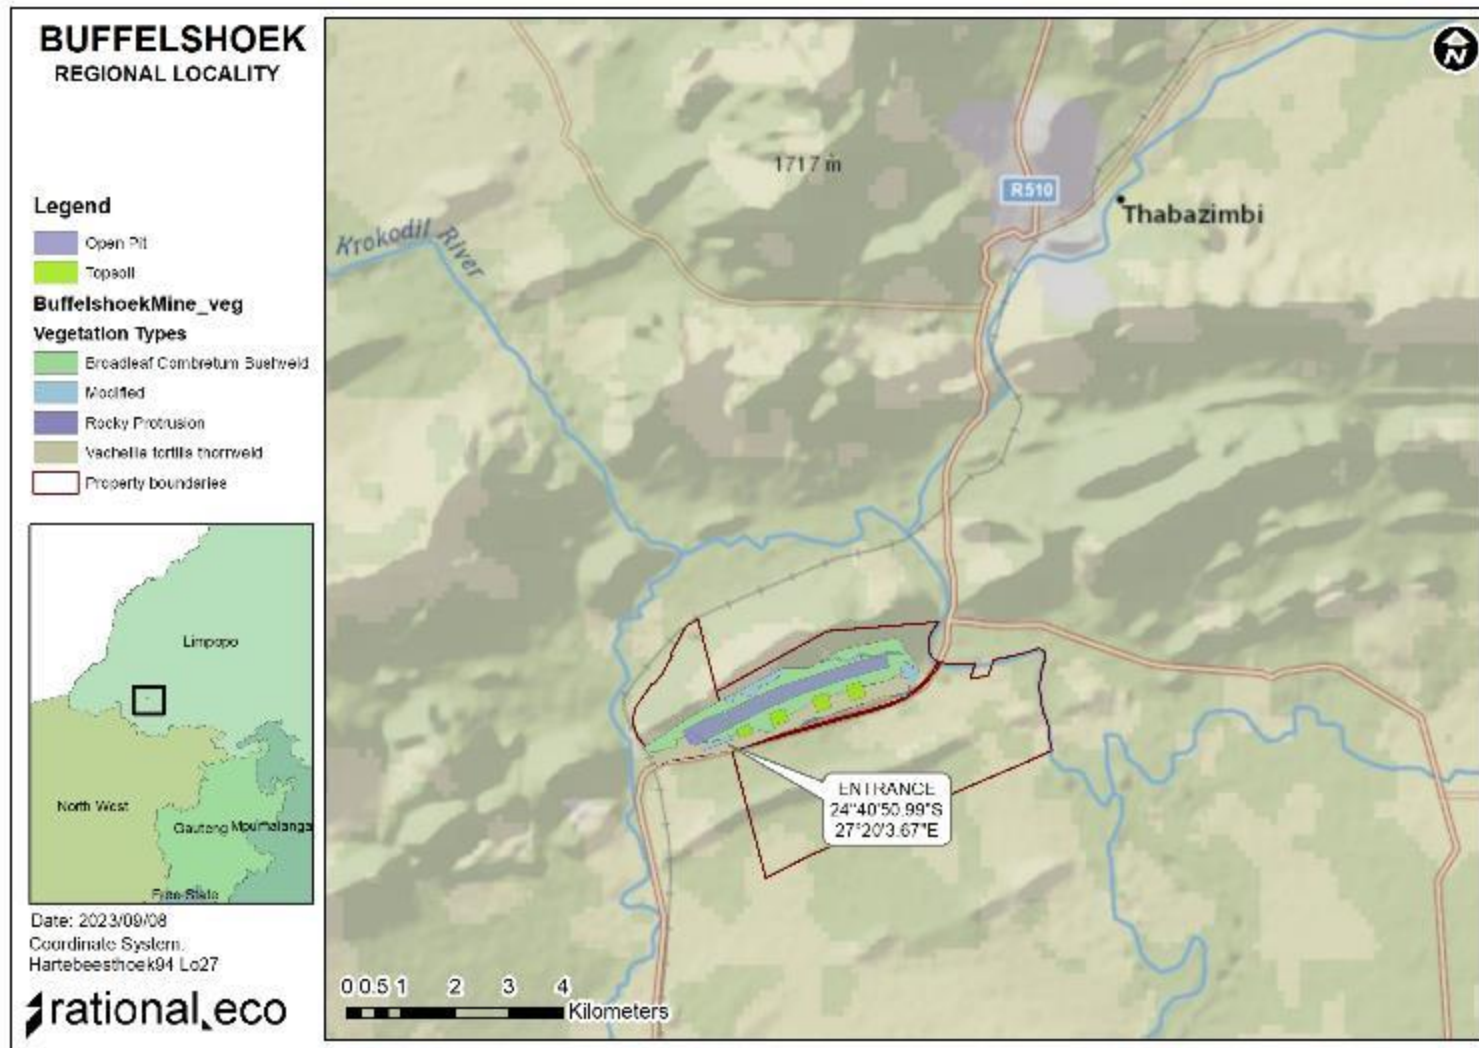 BUFFELSHOEK
REGIONAL LOCALITY
Legend
Open Pit
Topsoil
BuffelshoekMine_veg
Vegetation Types
Broadleaf Combretum Bushveld
Modified
Rocky Protrusion
Vachellia tortilis thornveld
Property boundaries
Limpopo
North West
Gauteng
Mpumalanga
Free State
Date: 2023/09/08
Coordinate System:
Hartebeesthoek94 Lo27
rational.eco
N
1717 m
R510
Thabazimbi
Krokodil River
ENTRANCE
24°40'50.99"S
27°20'3.67"E
0 0.5 1 2 3 4
Kilometers